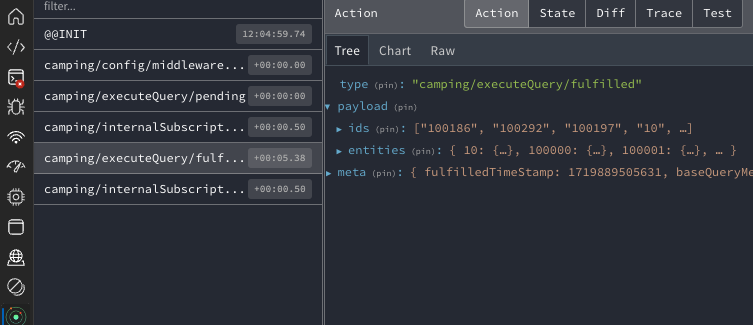 filter...
@@INIT 12:04:59.74
camping/config/middleware... +00:00.00
camping/executeQuery/pending +00:00:00
camping/internalSubscript... +00:00.50
camping/executeQuery/fulf... +00:05.38
camping/internalSubscript... +00:00.50
Action Action State Diff Trace Test
Tree Chart Raw
type (pin): "camping/executeQuery/fulfilled"
▼ payload (pin)
▶ ids (pin): ["100186", "100292", "100197", "10", …]
▶ entities (pin): { 10: {…}, 100000: {…}, 100001: {…}, … }
▶ meta (pin): { fulfilledTimeStamp: 1719889505631, baseQueryMe